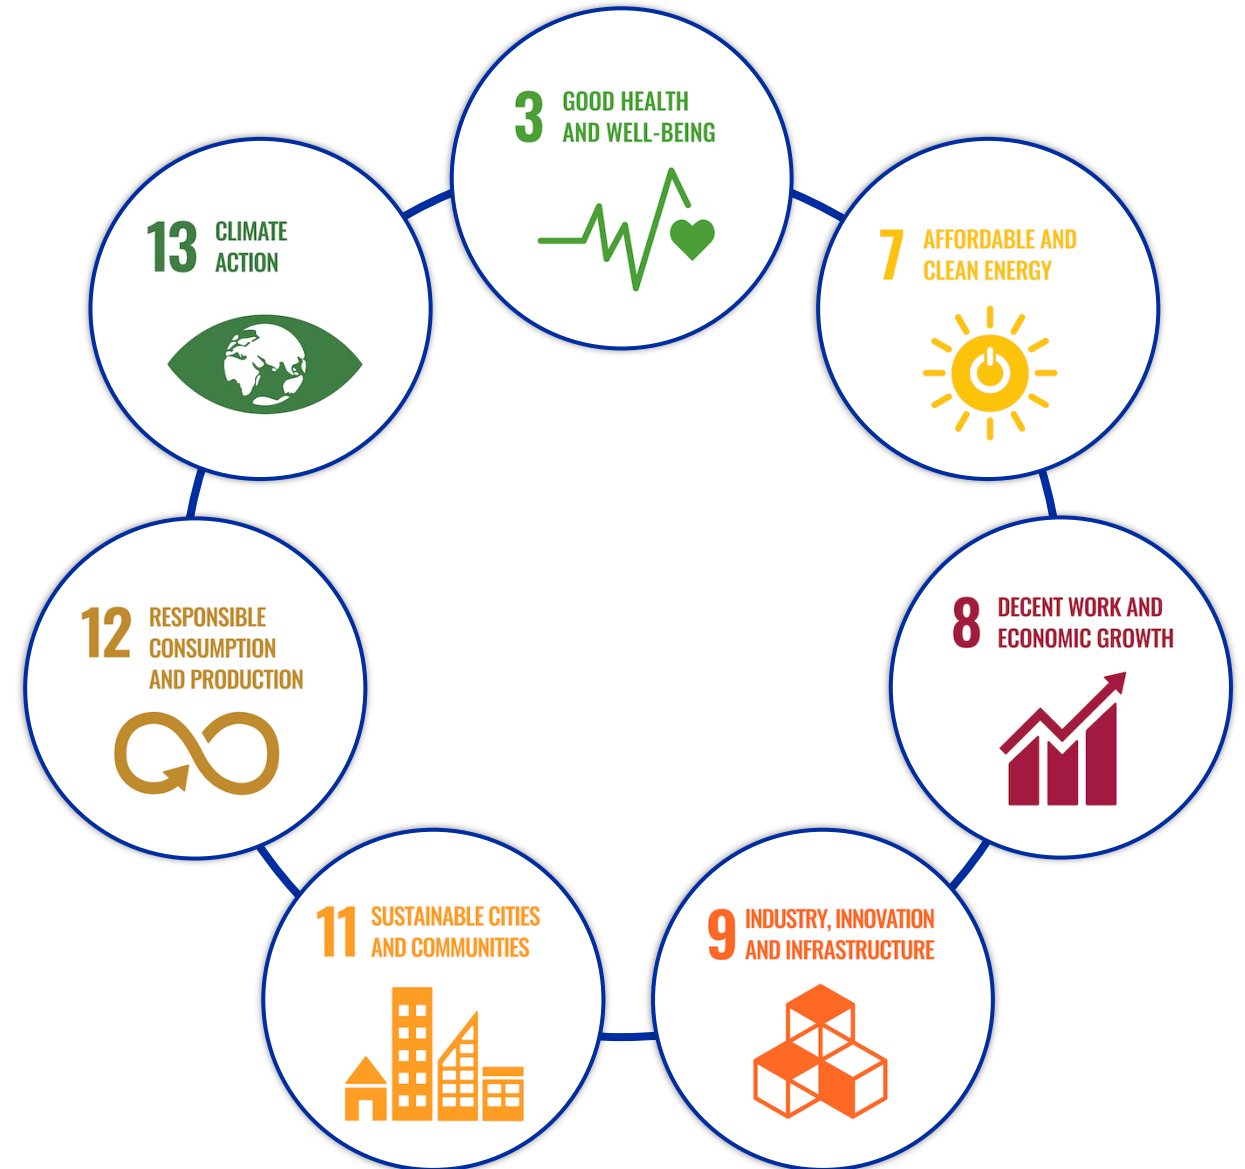 3
GOOD HEALTH
AND WELL-BEING
7
AFFORDABLE AND
CLEAN ENERGY
8
DECENT WORK AND
ECONOMIC GROWTH
9
INDUSTRY, INNOVATION
AND INFRASTRUCTURE
11
SUSTAINABLE CITIES
AND COMMUNITIES
12
RESPONSIBLE
CONSUMPTION
AND PRODUCTION
13
CLIMATE
ACTION